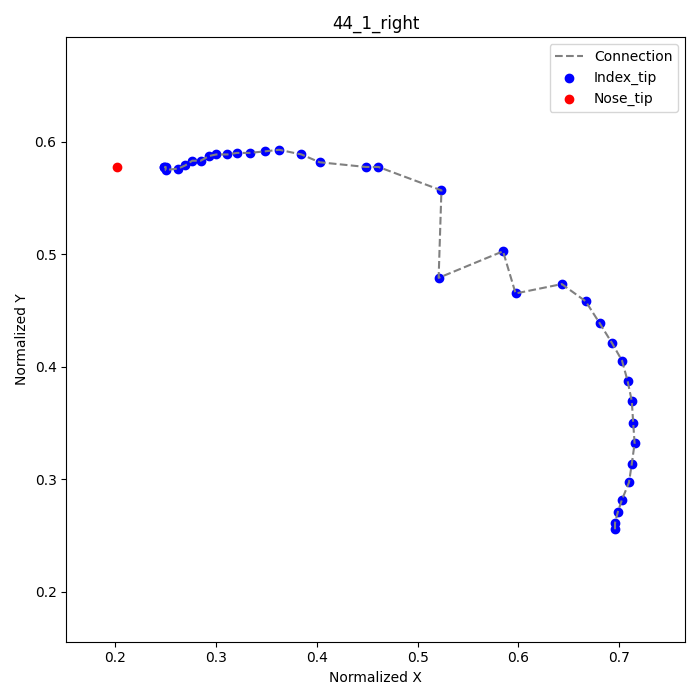 44_1_right
Connection
Index_tip
Nose_tip
0.6
0.5
0.4
0.3
0.2
Normalized Y
0.2 0.3 0.4 0.5 0.6 0.7
Normalized X